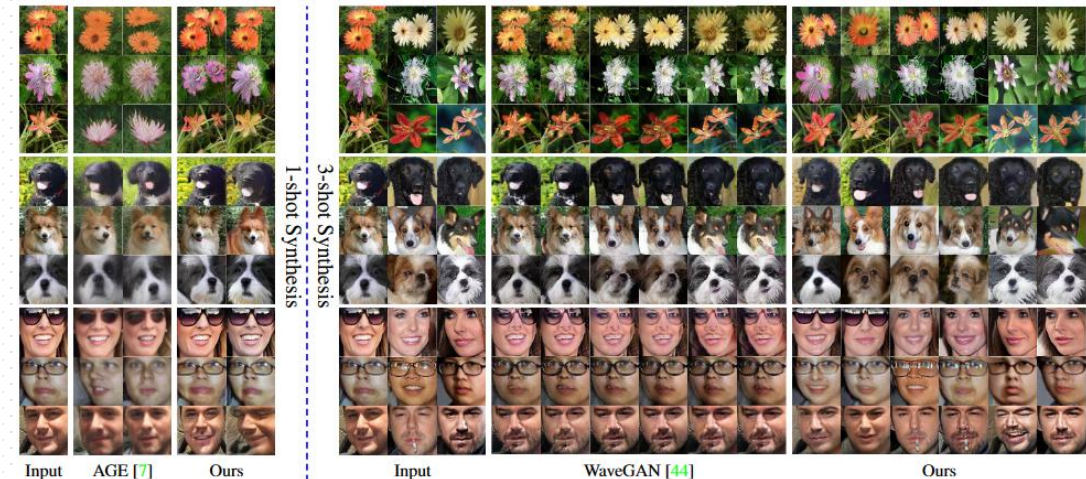 1-shot Synthesis
3-shot Synthesis
Input
AGE [7]
Ours
Input
WaveGAN [44]
Ours